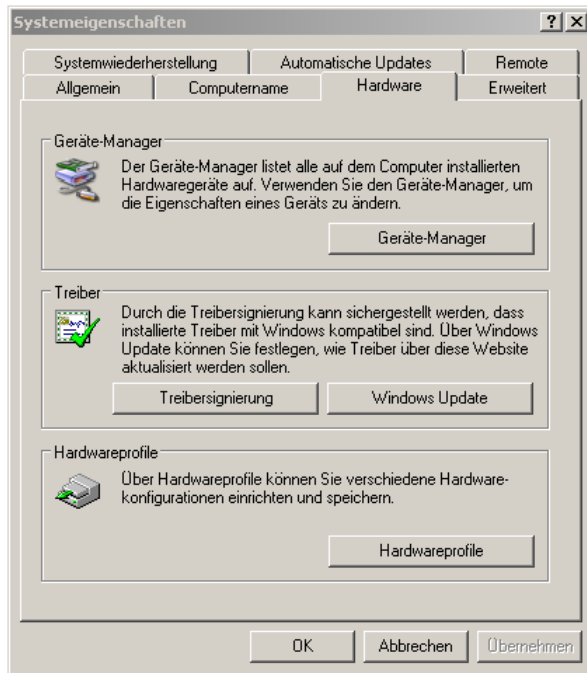 Systemeigenschaften
Systemwiederherstellung Automatische Updates Remote
Allgemein Computername Hardware Erweitert
Geräte-Manager
Der Geräte-Manager listet alle auf dem Computer installierten
Hardwaregeräte auf. Verwenden Sie den Geräte-Manager, um
die Eigenschaften eines Geräts zu ändern.
Geräte-Manager
Treiber
Durch die Treibersignierung kann sichergestellt werden, dass
installierte Treiber mit Windows kompatibel sind. Über Windows
Update können Sie festlegen, wie Treiber über diese Website
aktualisiert werden sollen.
Treibersignierung Windows Update
Hardwareprofile
Über Hardwareprofile können Sie verschiedene Hardware-
konfigurationen einrichten und speichern.
Hardwareprofile
OK Abbrechen Übernehmen